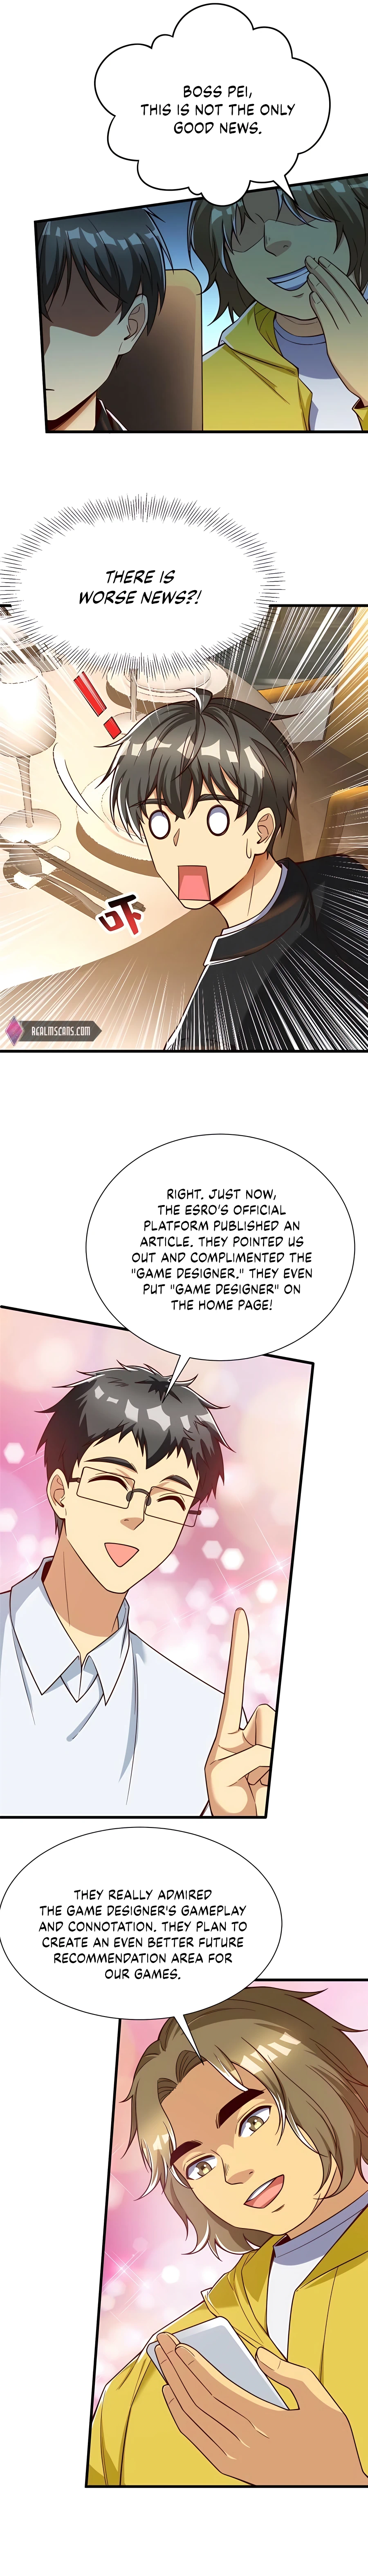 BOSS PEI,
THIS IS NOT THE ONLY
GOOD NEWS.
THERE IS
WORSE NEWS?!
吓
REALMSCANS.COM
RIGHT. JUST NOW,
THE ESRO'S OFFICIAL
PLATFORM PUBLISHED AN
ARTICLE. THEY POINTED US
OUT AND COMPLIMENTED THE
"GAME DESIGNER." THEY EVEN
PUT "GAME DESIGNER" ON
THE HOME PAGE!
THEY REALLY ADMIRED
THE GAME DESIGNER'S GAMEPLAY
AND CONNOTATION. THEY PLAN TO
CREATE AN EVEN BETTER FUTURE
RECOMMENDATION AREA FOR
OUR GAMES.